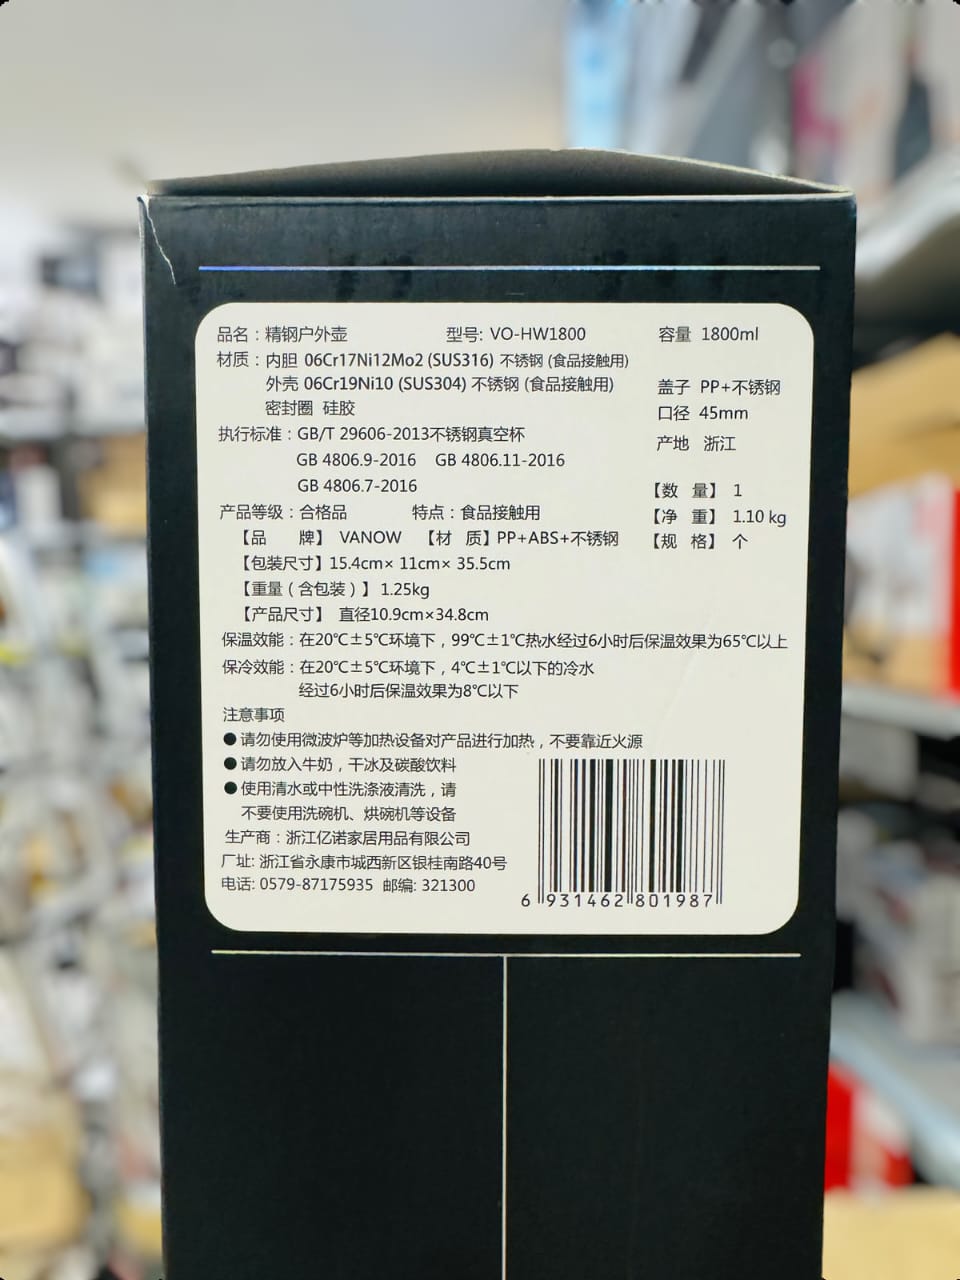 品名：精钢户外壶 型号: VO-HW1800 容量 1800ml
材质：内胆 06Cr17Ni12Mo2 (SUS316) 不锈钢 (食品接触用)
外壳 06Cr19Ni10 (SUS304) 不锈钢 (食品接触用) 盖子 PP+不锈钢
密封圈 硅胶 口径 45mm
执行标准：GB/T 29606-2013不锈钢真空杯 产地 浙江
GB 4806.9-2016 GB 4806.11-2016
GB 4806.7-2016 【数 量】 1
产品等级：合格品 特点：食品接触用 【净 重】 1.10 kg
【品 牌】 VANOW 【材 质】PP+ABS+不锈钢 【规 格】 个
【包装尺寸】15.4cm× 11cm× 35.5cm
【重量（含包装）】 1.25kg
【产品尺寸】 直径10.9cm×34.8cm
保温效能：在20℃±5℃环境下，99℃±1℃热水经过6小时后保温效果为65℃以上
保冷效能：在20℃±5℃环境下，4℃±1℃以下的冷水
经过6小时后保温效果为8℃以下
注意事项
●请勿使用微波炉等加热设备对产品进行加热，不要靠近火源
●请勿放入牛奶，干冰及碳酸饮料
●使用清水或中性洗涤液清洗，请
不要使用洗碗机、烘碗机等设备
生产商：浙江亿诺家居用品有限公司
厂址: 浙江省永康市城西新区银桂南路40号
电话: 0579-87175935 邮编: 321300
6 931462 801987